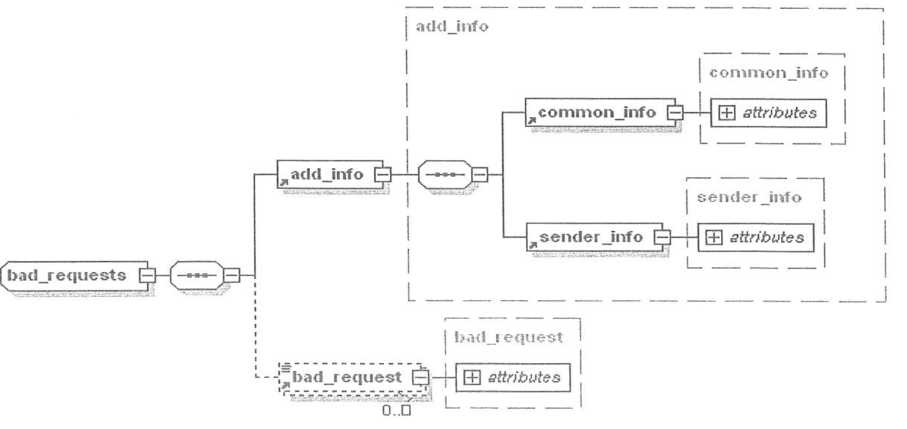 add_info
common_info
common_info
attributes
add_info
sender_info
sender_info
attributes
bad_requests
bad_request
bad_request
attributes
0..